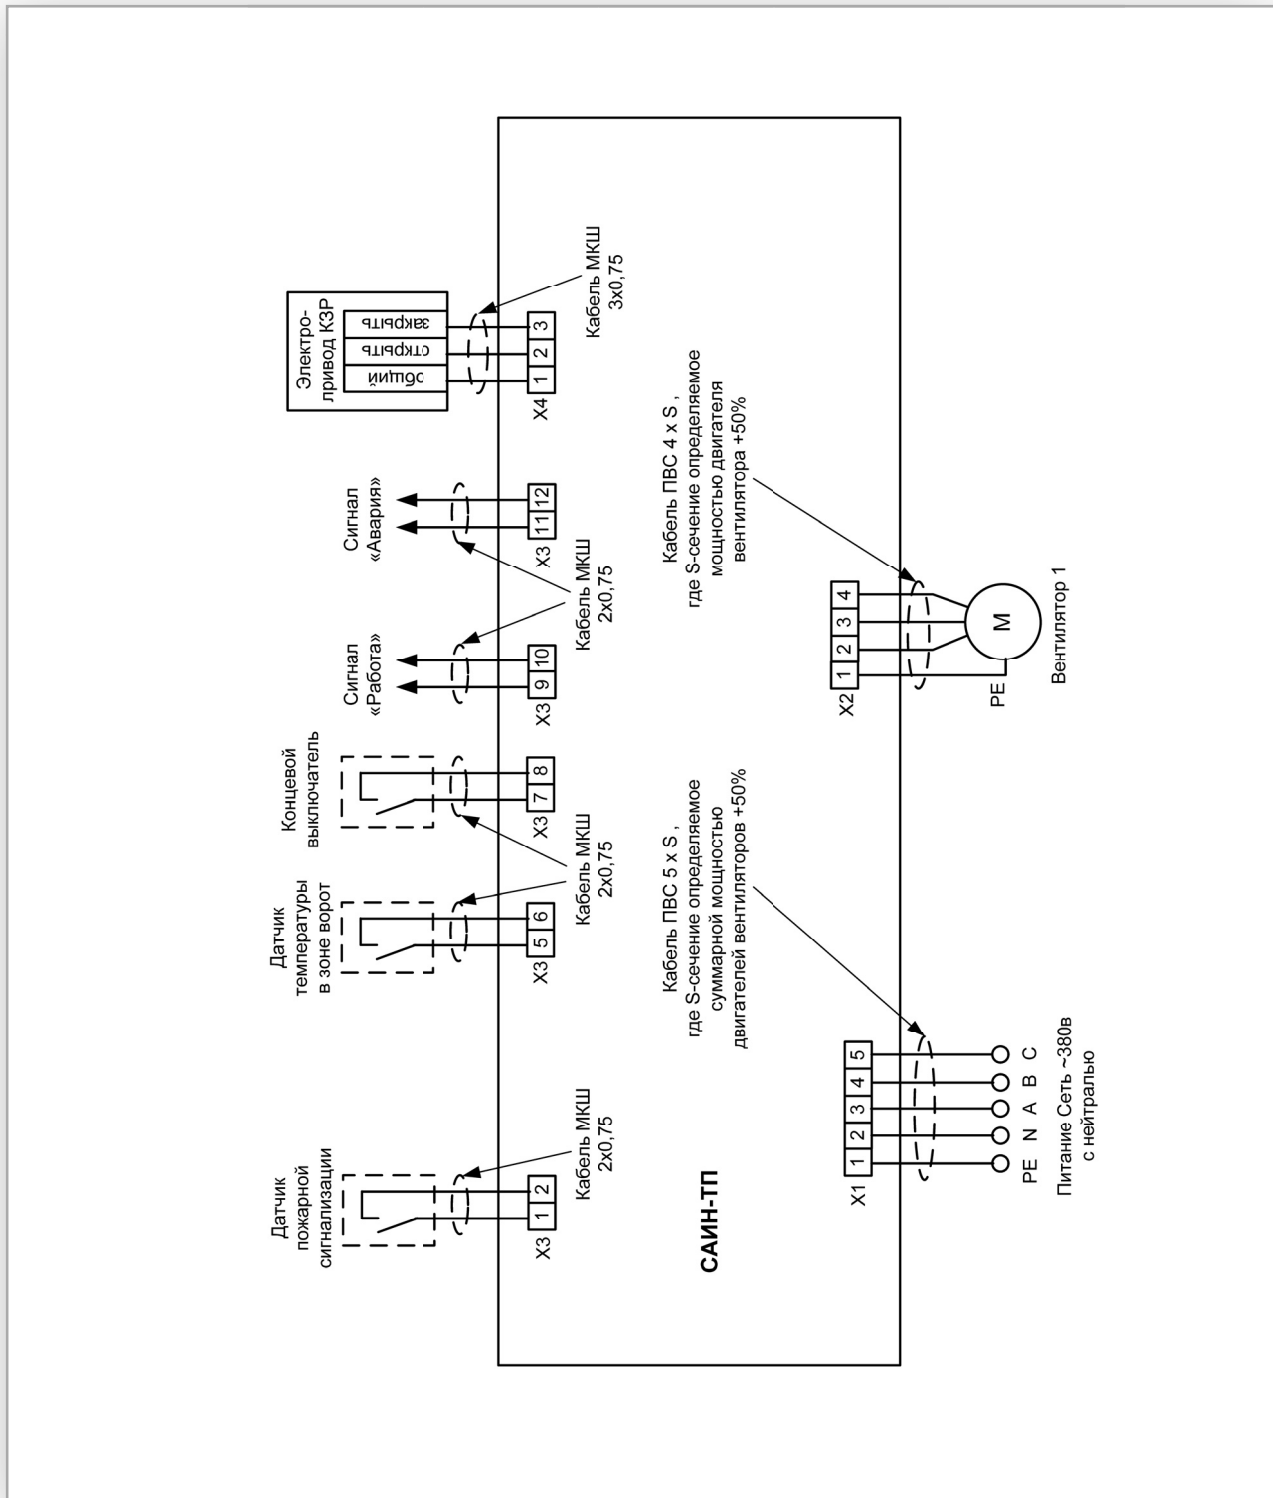 Датчик
пожарной
сигнализации
Датчик
температуры
в зоне ворот
Концевой
выключатель
Сигнал
«Работа»
Сигнал
«Авария»
Электро-
привод КЗР
общий
открыть
закрыть
X3 1 2
X3 5 6
X3 7 8
X3 9 10
X3 11 12
X4 1 2 3
Кабель МКШ
2x0,75
Кабель МКШ
2x0,75
Кабель МКШ
2x0,75
Кабель МКШ
3x0,75
Кабель ПВС 5 x S ,
где S-сечение определяемое
суммарной мощностью
двигателей вентиляторов +50%
Кабель ПВС 4 x S ,
где S-сечение определяемое
мощностью двигателя
вентилятора +50%
САИН-ТП
X1 1 2 3 4 5
PE N A B C
Питание Сеть ~380в
с нейтралью
X2 1 2 3 4
PE
М
Вентилятор 1